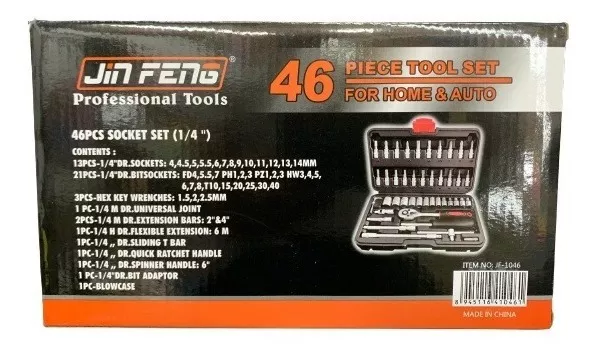 JIN FENG®
Professional Tools
46 PIECE TOOL SET
FOR HOME & AUTO
46PCS SOCKET SET (1/4 ")
CONTENTS :
13PCS-1/4"DR.SOCKETS: 4,4.5,5,5.5,6,7,8,9,10,11,12,13,14MM
21PCS-1/4"DR.BITSOCKETS: FD4,5.5,7 PH1,2,3 PZ1,2,3 HW3,4,5,
6,7,8,T10,15,20,25,30,40
3PCS-HEX KEY WRENCHES: 1.5,2,2.5MM
1 PC-1/4 M DR.UNIVERSAL JOINT
2PCS-1/4 M DR.EXTENSION BARS: 2"&4"
1PC-1/4 H DR.FLEXIBLE EXTENSION: 6 M
1PC-1/4 ,, DR.SLIDING T BAR
1PC-1/4 ,, DR.QUICK RATCHET HANDLE
1PC-1/4 ,, DR.SPINNER HANDLE: 6"
1 PC-1/4"DR.BIT ADAPTOR
1PC-BLOWCASE
ITEM NO: JF-1046
8 945116 410461
MADE IN CHINA